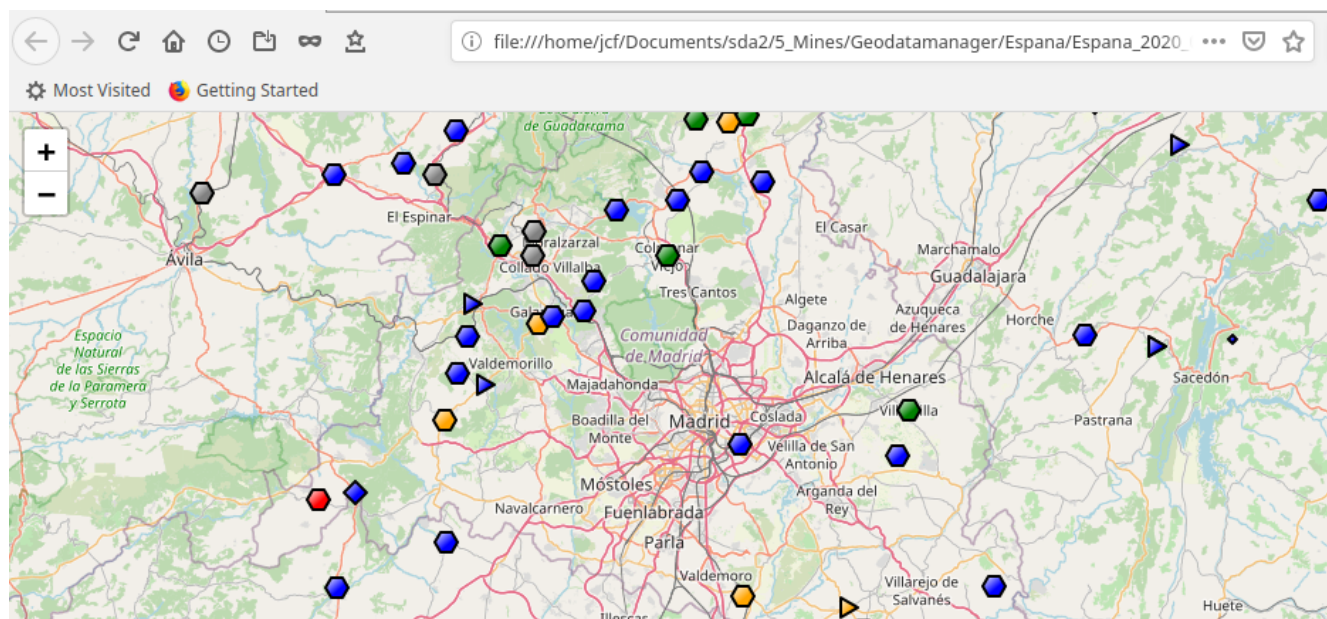 file:///home/jcf/Documents/sda2/5_Mines/Geodatamanager/Espana/Espana_2020_
Most Visited
Getting Started
+
−
de Guadarrama
El Espinar
Ávila
Collado Villalba
El Casar
Marchamalo
Guadalajara
Tres Cantos
Algete
Azuqueca
de Henares
Horche
Daganzo de
Arriba
Comunidad
de Madrid
Espacio
Natural
de las Sierras
de la Paramera
y Serrota
Valdemorillo
Majadahonda
Alcalá de Henares
Sacedón
Boadilla del
Monte
Madrid
Coslada
Pastrana
Velilla de San
Antonio
Móstoles
Arganda del
Rey
Navalcarnero
Fuenlabrada
Parla
Valdemoro
Villarejo de
Salvanés
Huete